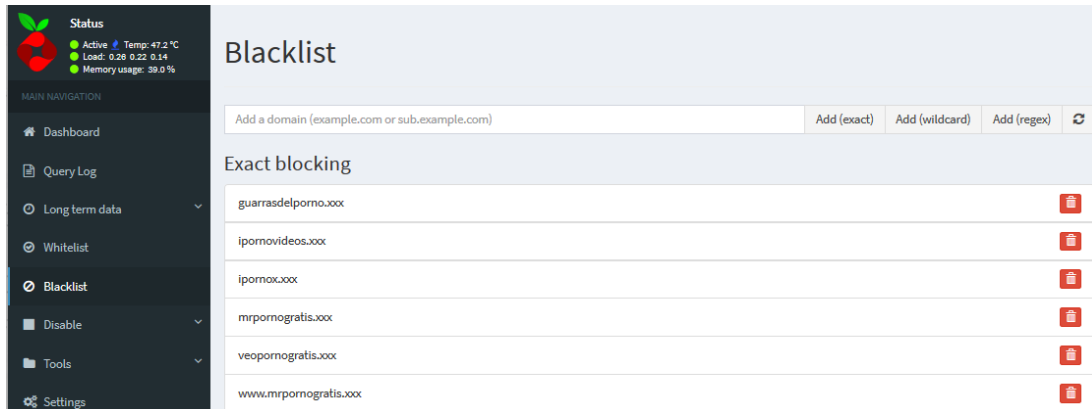 Status
Active Temp: 47.2 °C
Load: 0.26 0.22 0.14
Memory usage: 39.0 %
MAIN NAVIGATION
Dashboard
Query Log
Long term data
Whitelist
Blacklist
Disable
Tools
Settings
Blacklist
Add a domain (example.com or sub.example.com)
Add (exact)
Add (wildcard)
Add (regex)
Exact blocking
guarrasdelporno.xxx
ipornovideos.xxx
ipornox.xxx
mrpornogratis.xxx
veopornogratis.xxx
www.mrpornogratis.xxx